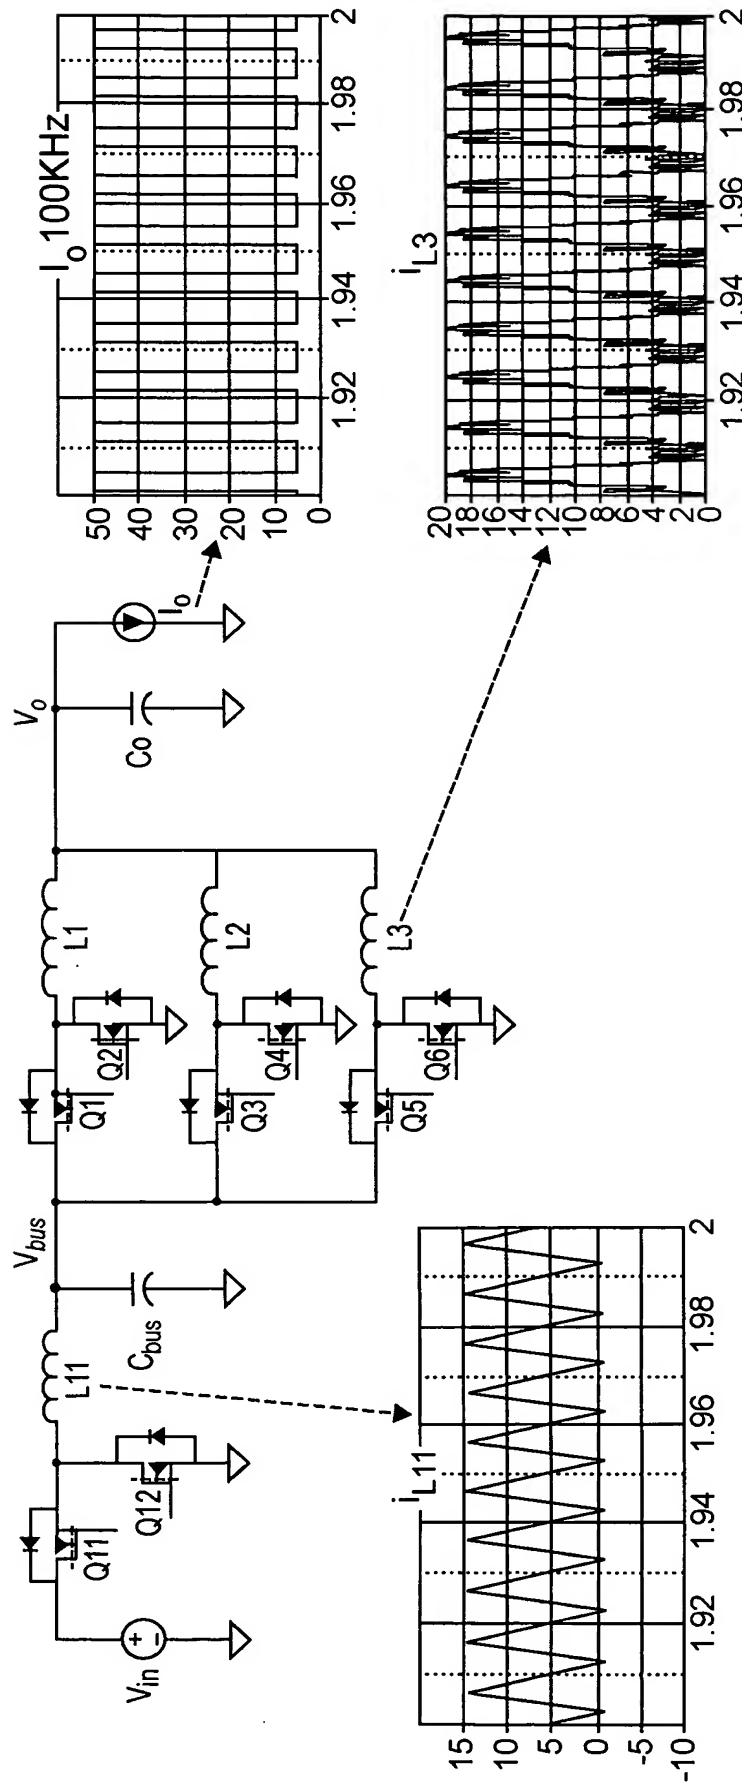 V_in
Q11
Q12
L11
C_bus
V_bus
Q1
Q2
L1
Q3
Q4
L2
Q5
Q6
L3
V_o
Co
I_o
I_o 100KHz
50
40
30
20
10
0
1.92 1.94 1.96 1.98 2
i_L3
20
18
16
14
12
10
8
6
4
2
0
1.92 1.94 1.96 1.98 2
i_L11
15
10
5
0
-5
-10
1.92 1.94 1.96 1.98 2